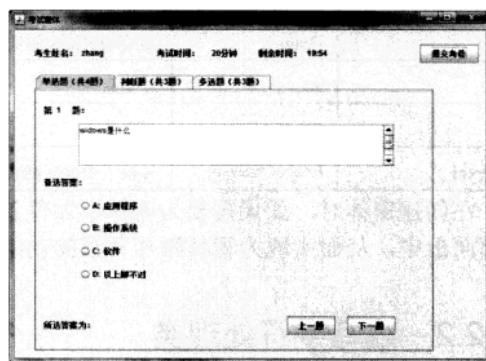 考试测试
考生姓名： zhang 考试时间： 20分钟 剩余时间： 19:54 提交为卷
单选题（共4题） 判断题（共3题） 多选题（共3题）
第 1 题：
windows是什么
备选答案：
A: 应用程序
B: 操作系统
C: 软件
D: 以上都不对
所选答案为： 上一题 下一题